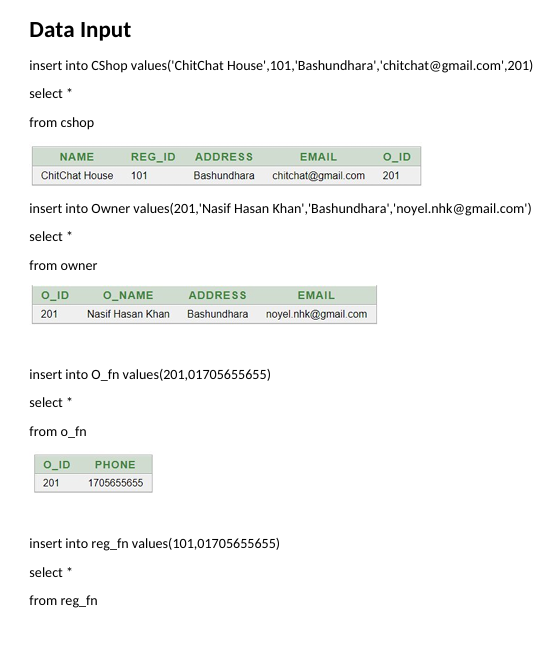 Data Input
insert into CShop values('ChitChat House',101,'Bashundhara','chitchat@gmail.com',201)
select *
from cshop
NAME REG_ID ADDRESS EMAIL O_ID
ChitChat House 101 Bashundhara chitchat@gmail.com 201
insert into Owner values(201,'Nasif Hasan Khan','Bashundhara','noyel.nhk@gmail.com')
select *
from owner
O_ID O_NAME ADDRESS EMAIL
201 Nasif Hasan Khan Bashundhara noyel.nhk@gmail.com
insert into O_fn values(201,01705655655)
select *
from o_fn
O_ID PHONE
201 1705655655
insert into reg_fn values(101,01705655655)
select *
from reg_fn